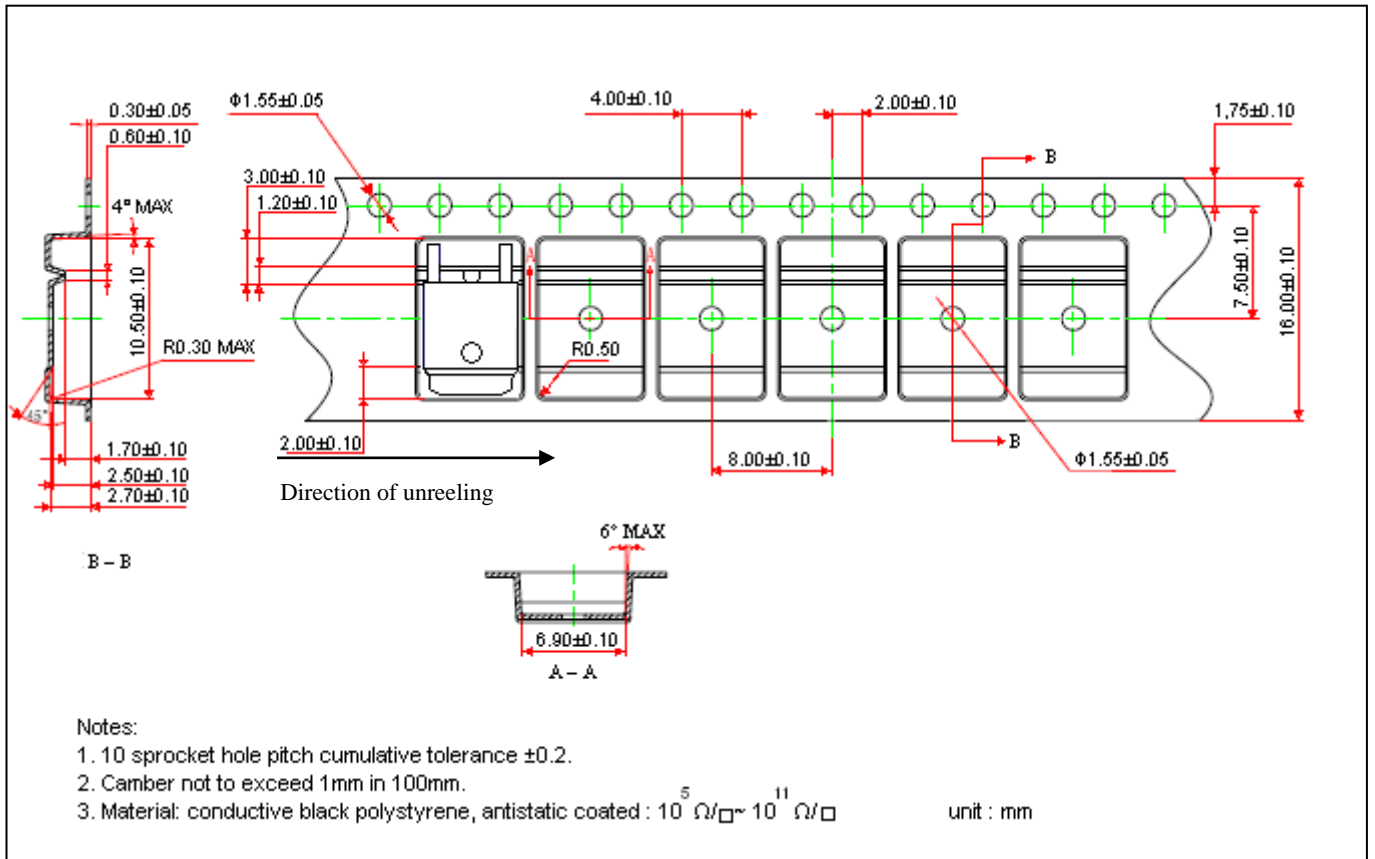 0.30±0.05
Φ1.55±0.05
4.00±0.10
2.00±0.10
1,75±0.10
0.60±0.10
B
3.00±0.10
1.20±0.10
4° MAX
A
A
7.50±0.10
16.00±0.10
10.50±0.10
R0.30 MAX
R0.50
45°
2.00±0.10
B
1.70±0.10
8.00±0.10
Φ1.55±0.05
2.50±0.10
2.70±0.10
Direction of unreeling
6° MAX
B – B
6.90±0.10
A – A
Notes:
1. 10 sprocket hole pitch cumulative tolerance ±0.2.
2. Camber not to exceed 1mm in 100mm.
3. Material: conductive black polystyrene, antistatic coated : 10⁵ Ω/□~ 10¹¹ Ω/□ unit : mm